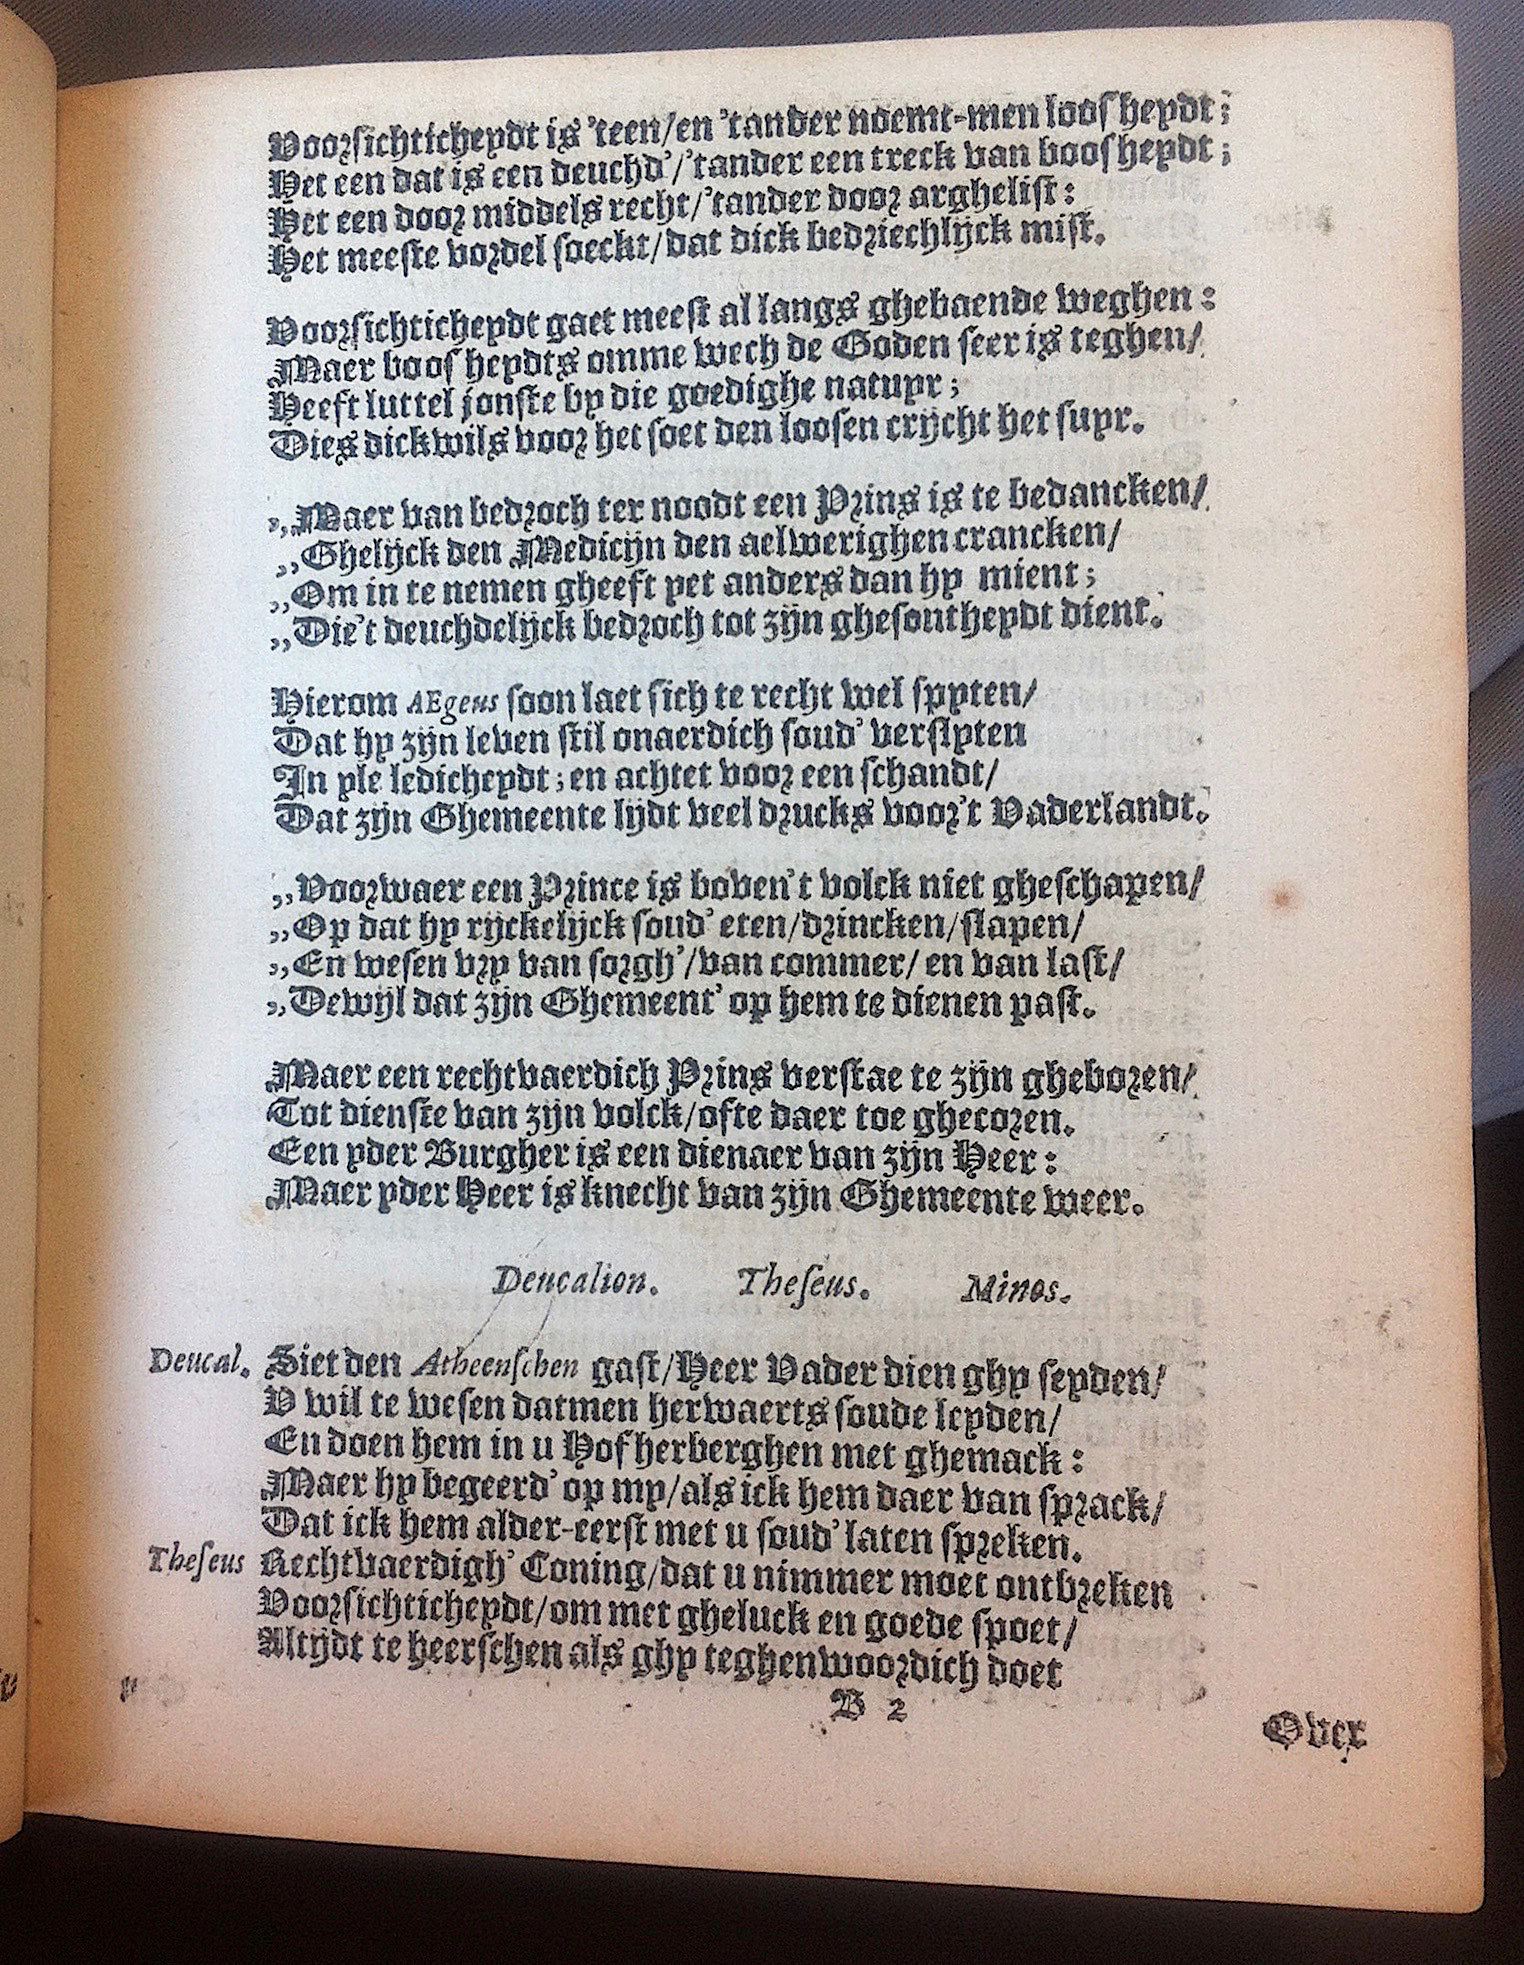 Voorsichticheydt is 'teen/en 'tander noemt-men loosheydt;
Het een dat is een deuchd'/'tander een treck van boosheydt;
Het een door middels recht/'tander door arghelist:
Het meeste vordel soeckt/dat dick bedriechlijck mist.
Voorsichticheydt gaet meest al langs ghebaende weghen:
Maer boosheydts omme wech de Goden seer is teghen/
Heeft luttel jonste by die goedighe natuyr;
Dies dickwils voor het soet den loosen crijcht het suyr.
,,Maer van bedroch ter noodt een Prins is te bedancken/
,,Ghelijck den Medicijn den aelwerighen crancken/
,,Om in te nemen gheeft yet anders dan hy mient;
,,Die't deuchdelijck bedroch tot zijn ghesontheydt dient.
Hierom AEgeus soon laet sich te recht wel spyten/
Dat hy zijn leven stil onaerdich soud' verslyten
In yle ledicheydt; en achtet voor een schandt/
Dat zijn Ghemeente lijdt veel drucks voor't Vaderlandt.
,,Voorwaer een Prince is boven't volck niet gheschapen/
,,Op dat hy rijckelijck soud' eten/drincken/slapen/
,,En wesen vry van sorgh'/van commer/ en van last/
,,Dewijl dat zijn Ghemeent' op hem te dienen past.
Maer een rechtvaerdich Prins verstae te zijn gheboren/
Tot dienste van zijn volck/ofte daer toe ghecoren.
Een yder Burgher is een dienaer van zijn Heer:
Maer yder Heer is knecht van zijn Ghemeente weer.
Deucalion. Theseus. Minos.
Deucal. Siet den Atheenschen gast/Heer Vader dien ghy seyden/
V wil te wesen datmen herwaerts soude leyden/
En doen hem in u Hof herberghen met ghemack:
Maer hy begeerd' op my/als ick hem daer van sprack/
Dat ick hem alder-eerst met u soud' laten spreken.
Theseus Rechtvaerdigh' Coning/dat u nimmer moet ontbreken
Voorsichticheydt/om met gheluck en goede spoet/
Altijdt te heerschen als ghy teghenwoordich doet
B 2
Over